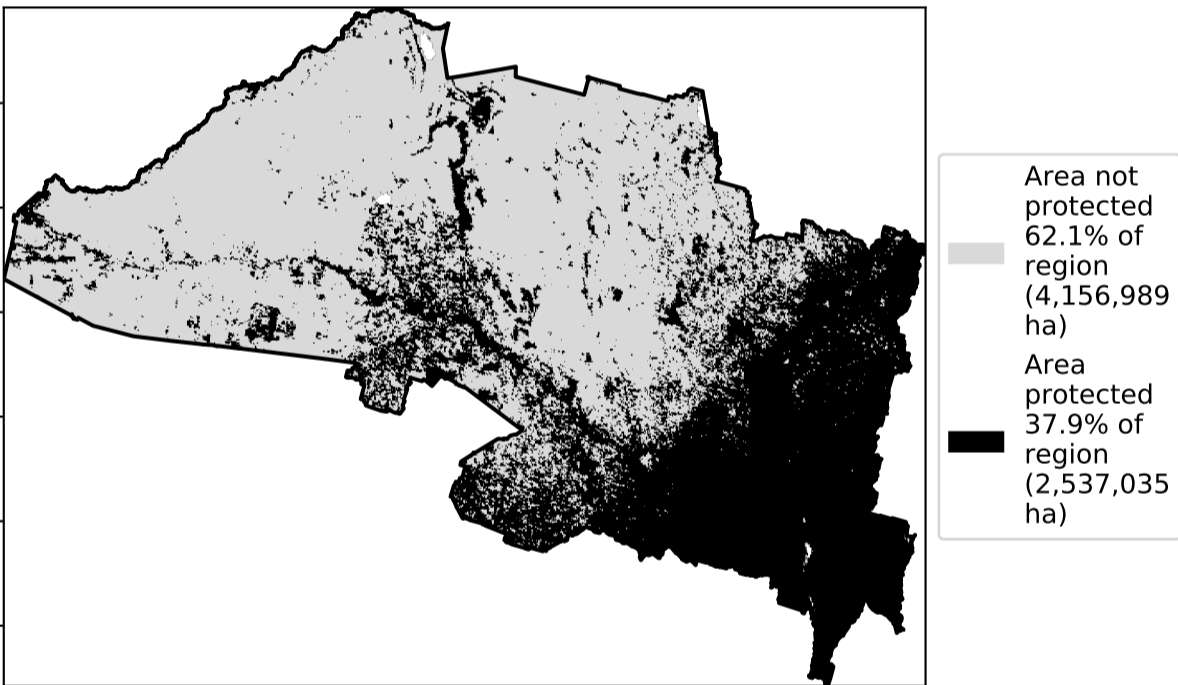 Area not
protected
62.1% of
region
(4,156,989
ha)
Area
protected
37.9% of
region
(2,537,035
ha)